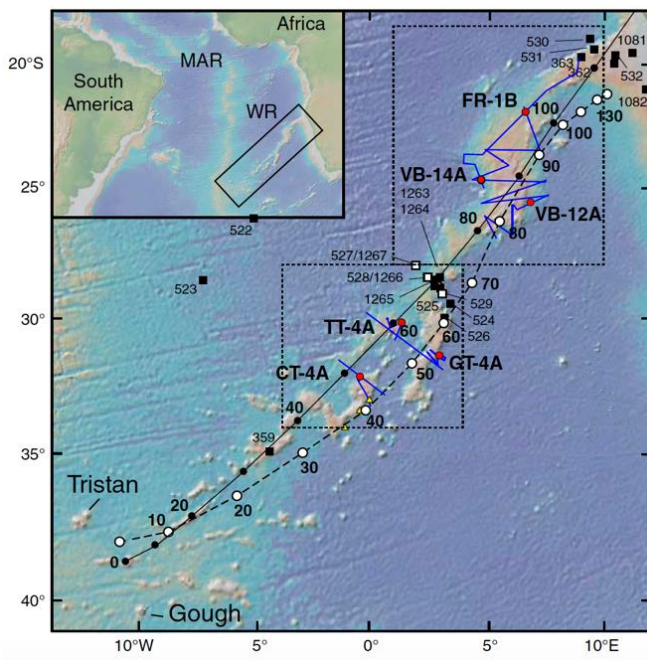 Africa
South
America
MAR
WR
20°S
25°
30°
35°
40°
10°W
5°
0°
5°
10°E
530
531
363
362
1081
532
1082
FR-1B
100
130
100
90
VB-14A
1263
1264
VB-12A
80
80
522
527/1267
528/1266
1265
525
529
524
526
523
70
TT-4A
60
60
GT-4A
50
CT-4A
40
40
359
30
20
20
10
0
Tristan
Gough